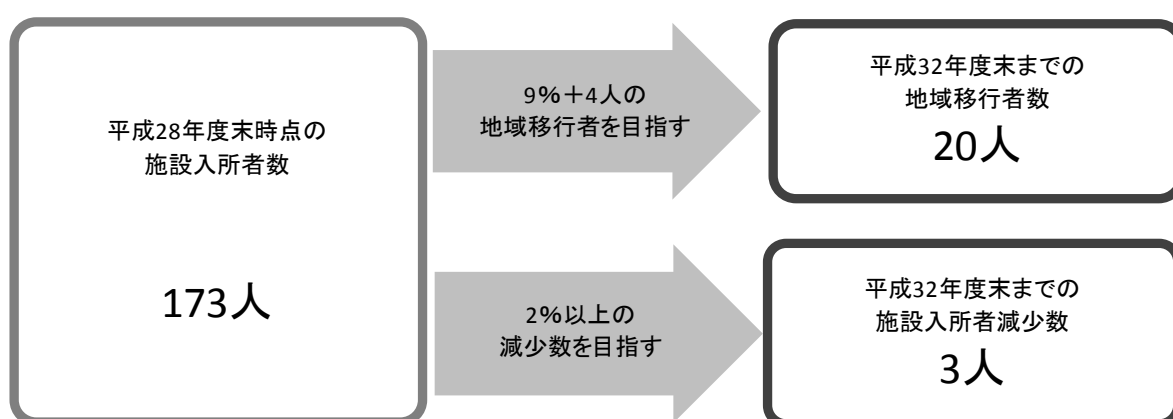 平成28年度末時点の
施設入所者数
173人
9%＋4人の
地域移行者を目指す
平成32年度末までの
地域移行者数
20人
2%以上の
減少数を目指す
平成32年度末までの
施設入所者減少数
3人